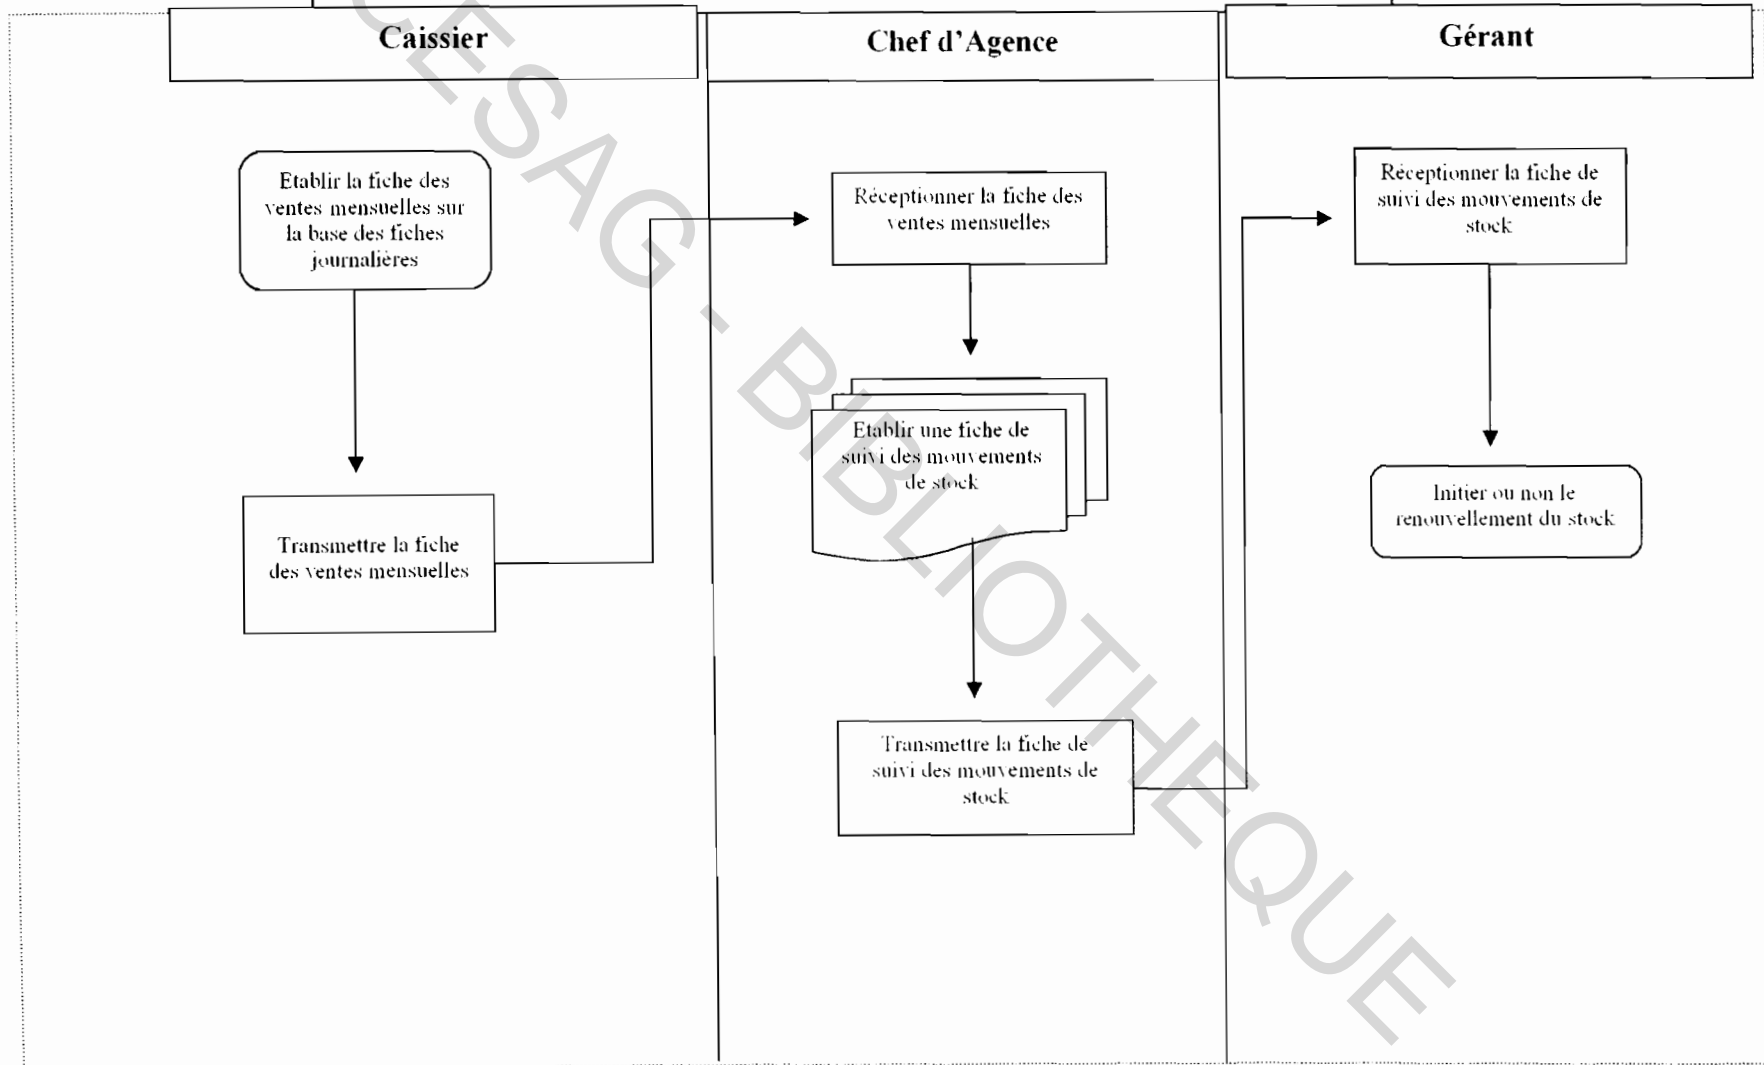 Caissier
Chef d'Agence
Gérant
Etablir la fiche des
ventes mensuelles sur
la base des fiches
journalières
Transmettre la fiche
des ventes mensuelles
Réceptionner la fiche des
ventes mensuelles
Etablir une fiche de
suivi des mouvements
de stock
Transmettre la fiche de
suivi des mouvements de
stock
Réceptionner la fiche de
suivi des mouvements de
stock
Initier ou non le
renouvellement du stock
CESAG - BIBLIOTHEQUE